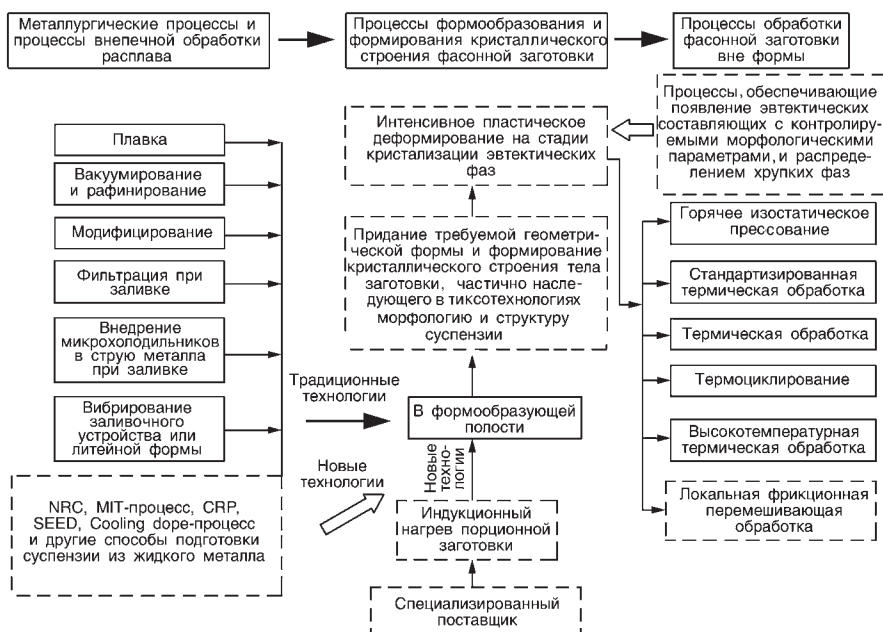 Металлургические процессы и
процессы внепечной обработки
расплава
Процессы формообразования и
формирования кристаллического
строения фасонной заготовки
Процессы обработки
фасонной заготовки
вне формы
Плавка
Вакуумирование
и рафинирование
Модифицирование
Фильтрация при
заливке
Внедрение
микрохолодильников
в струю металла
при заливке
Вибрирование
заливочного
устройства или
литейной формы
NRC, MIT-процесс, CRP,
SEED, Cooling dope-процесс
и другие способы подготовки
суспензии из жидкого металла
Интенсивное пластическое
деформирование на стадии
кристализации эвтектических
фаз
Придание требуемой геометри-
ческой формы и формирование
кристаллического строения тела
заготовки, частично насле-
дующего в тиксотехнологиях
морфологию и структуру
суспензии
Традиционные
технологии
В формообразующей
полости
Новые
технологии
Новые
техно-
логии
Индукционный
нагрев порционной
заготовки
Специализированный
поставщик
Процессы, обеспечивающие
появление эвтектических
составляющих с контролиру-
емыми морфологическими
параметрами, и распреде-
лением хрупких фаз
Горячее изостатическое
прессование
Стандартизированная
термическая обработка
Термическая обработка
Термоциклирование
Высокотемпературная
термическая обработка
Локальная фрикционная
перемешивающая
обработка